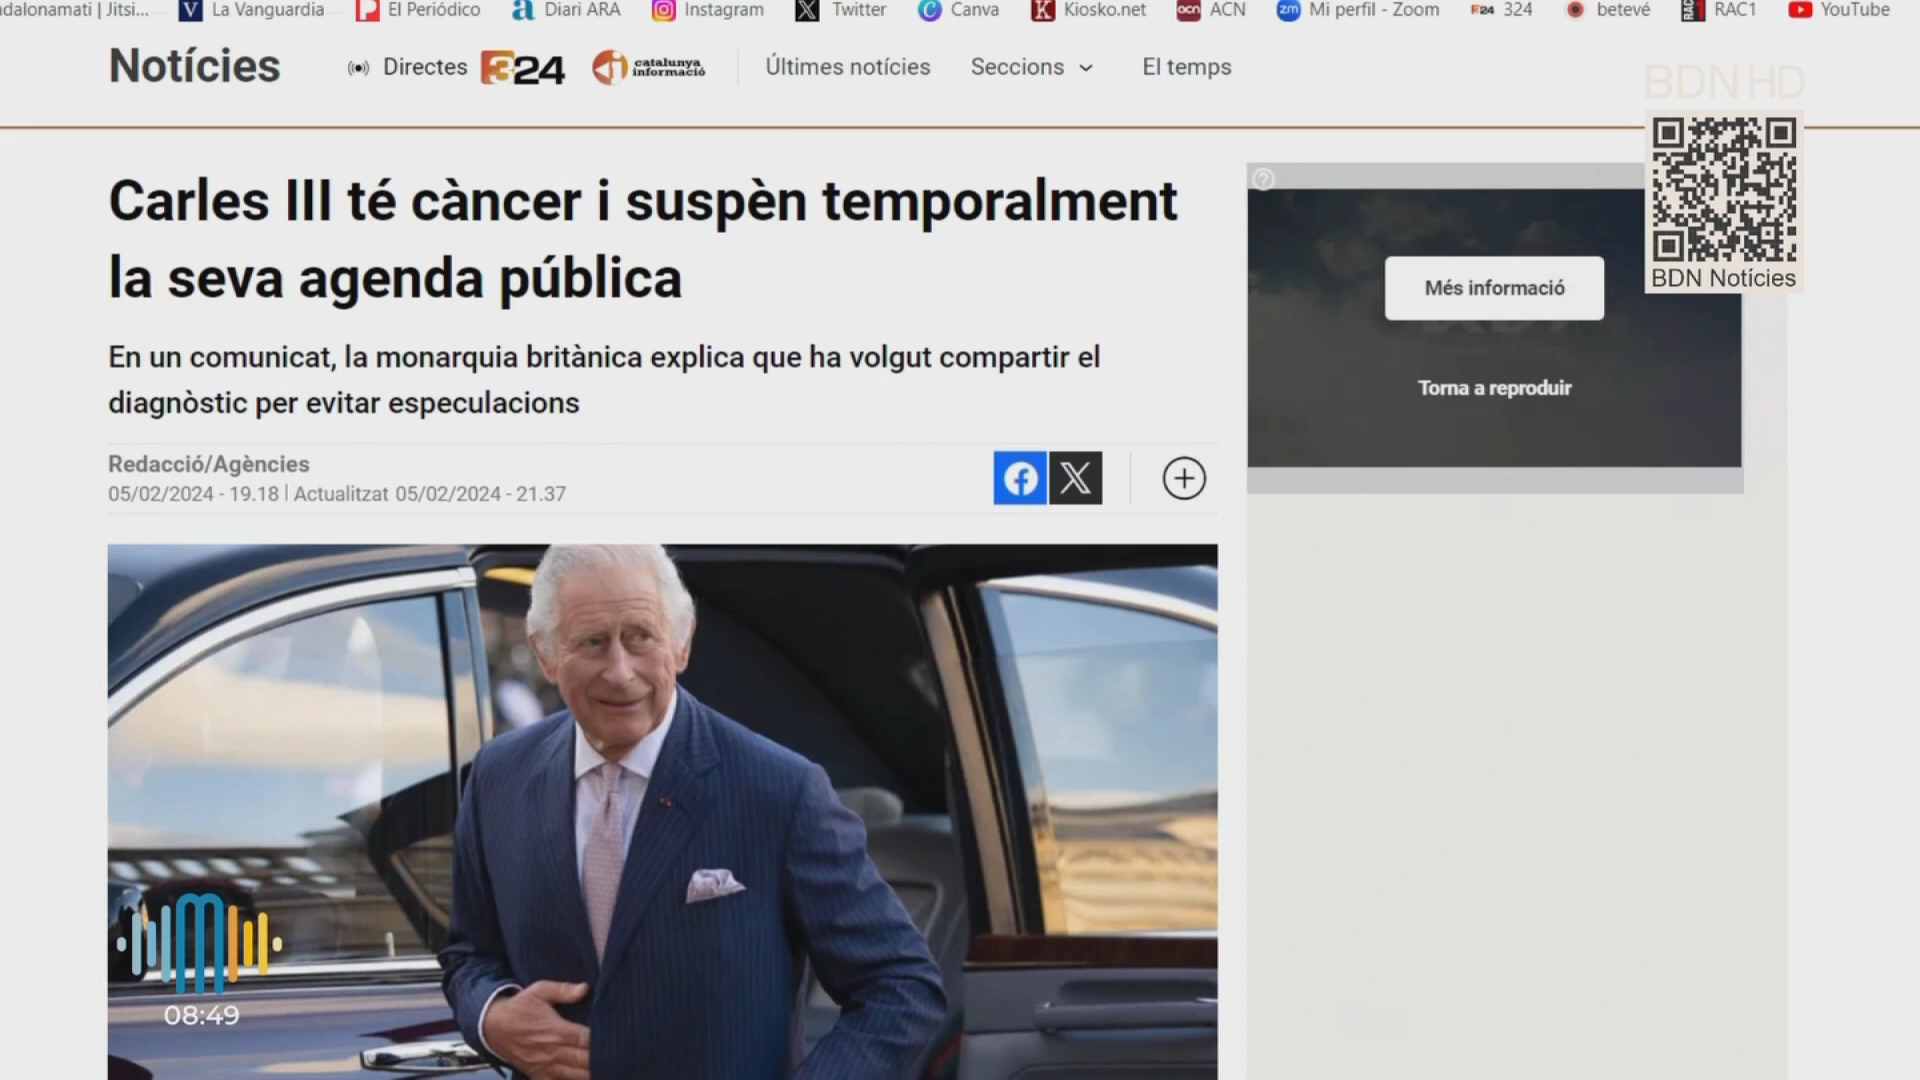 dalonamati | Jitsi...
La Vanguardia
El Periódico
Diari ARA
Instagram
Twitter
Canva
Kiosko.net
ACN
Mi perfil - Zoom
324
betevé
RAC1
YouTube
Notícies
Directes
324
catalunya
informació
Últimes notícies
Seccions
El temps
BDN HD
BDN Notícies
Carles III té càncer i suspèn temporalment
la seva agenda pública
En un comunicat, la monarquia britànica explica que ha volgut compartir el
diagnòstic per evitar especulacions
Redacció/Agències
05/02/2024 - 19.18 | Actualitzat 05/02/2024 - 21.37
Més informació
Torna a reproduir
08:49